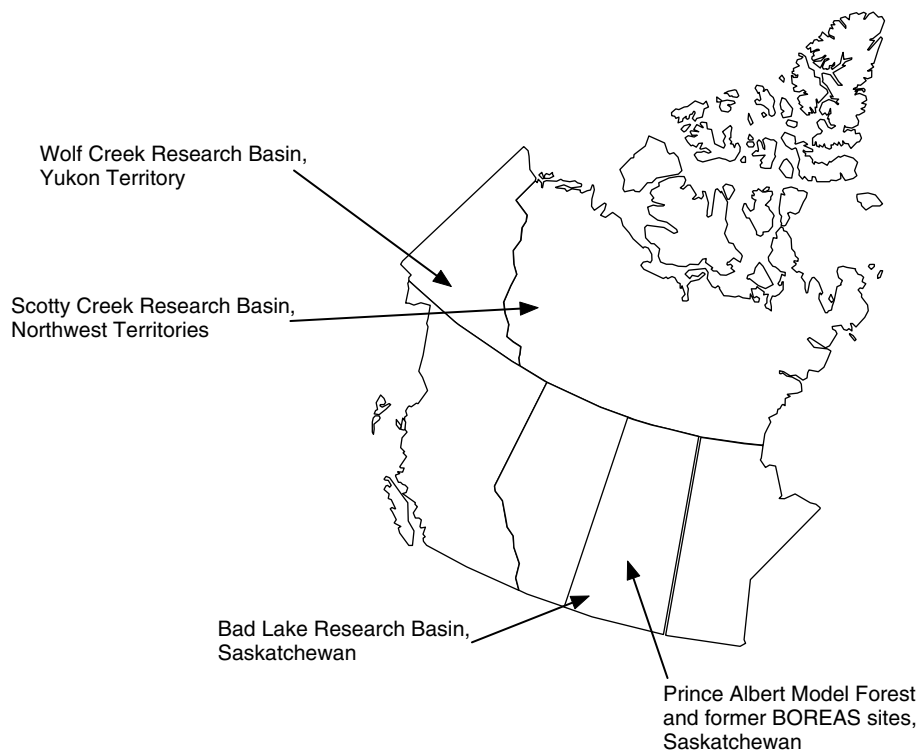 Wolf Creek Research Basin,
Yukon Territory
Scotty Creek Research Basin,
Northwest Territories
Bad Lake Research Basin,
Saskatchewan
Prince Albert Model Forest
and former BOREAS sites,
Saskatchewan